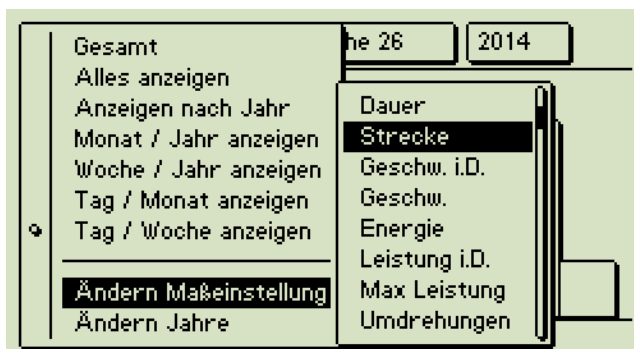 he 26
2014
Gesamt
Alles anzeigen
Anzeigen nach Jahr
Monat / Jahr anzeigen
Woche / Jahr anzeigen
Tag / Monat anzeigen
Tag / Woche anzeigen
Ändern Maßeinstellung
Ändern Jahre
Dauer
Strecke
Geschw. i.D.
Geschw.
Energie
Leistung i.D.
Max Leistung
Umdrehungen